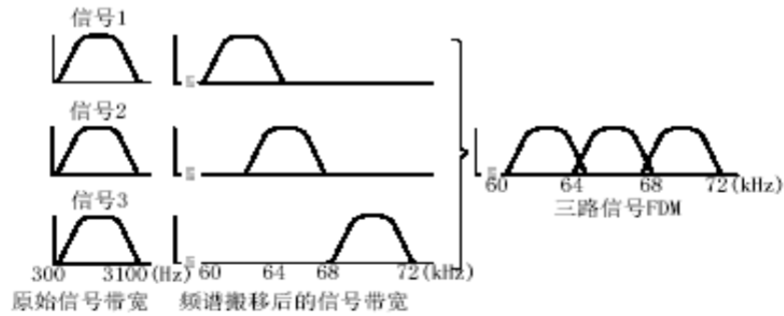 信号1
信号2
信号3
60 64 68 72(kHz)
三路信号FDM
300 3100(Hz) 60 64 68 72(kHz)
原始信号带宽 频谱搬移后的信号带宽